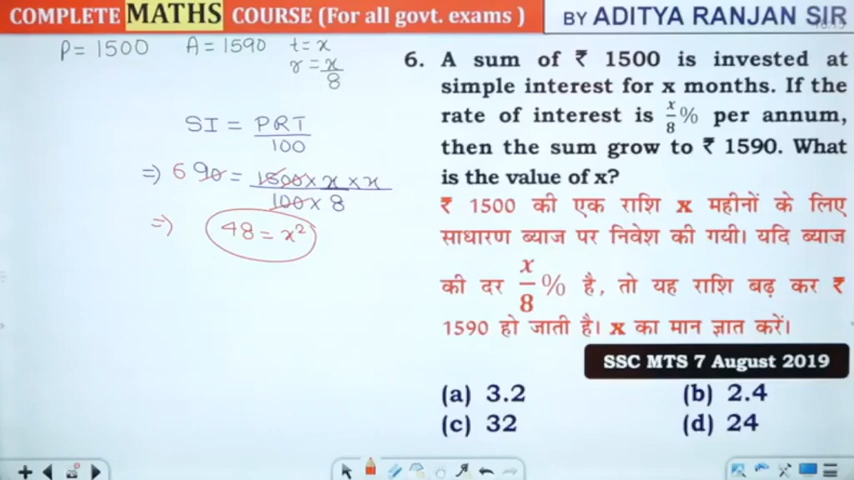 COMPLETE MATHS COURSE (For all govt. exams ) BY ADITYA RANJAN SIR
P = 1500 A = 1590 t = x
r = x/8
SI = PRT/100
=> 6 90 = 1500 × x × x / 100 × 8
=> 48 = x²
6. A sum of ₹ 1500 is invested at
simple interest for x months. If the
rate of interest is x/8% per annum,
then the sum grow to ₹ 1590. What
is the value of x?
₹ 1500 की एक राशि x महीनों के लिए
साधारण ब्याज पर निवेश की गयी। यदि ब्याज
की दर x/8% है, तो यह राशि बढ़ कर ₹
1590 हो जाती है। x का मान ज्ञात करें।
SSC MTS 7 August 2019
(a) 3.2 (b) 2.4
(c) 32 (d) 24